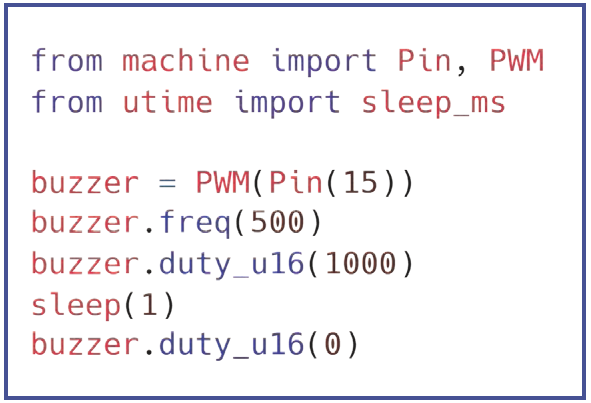 from machine import Pin, PWM
from utime import sleep_ms
buzzer = PWM(Pin(15))
buzzer.freq(500)
buzzer.duty_u16(1000)
sleep(1)
buzzer.duty_u16(0)